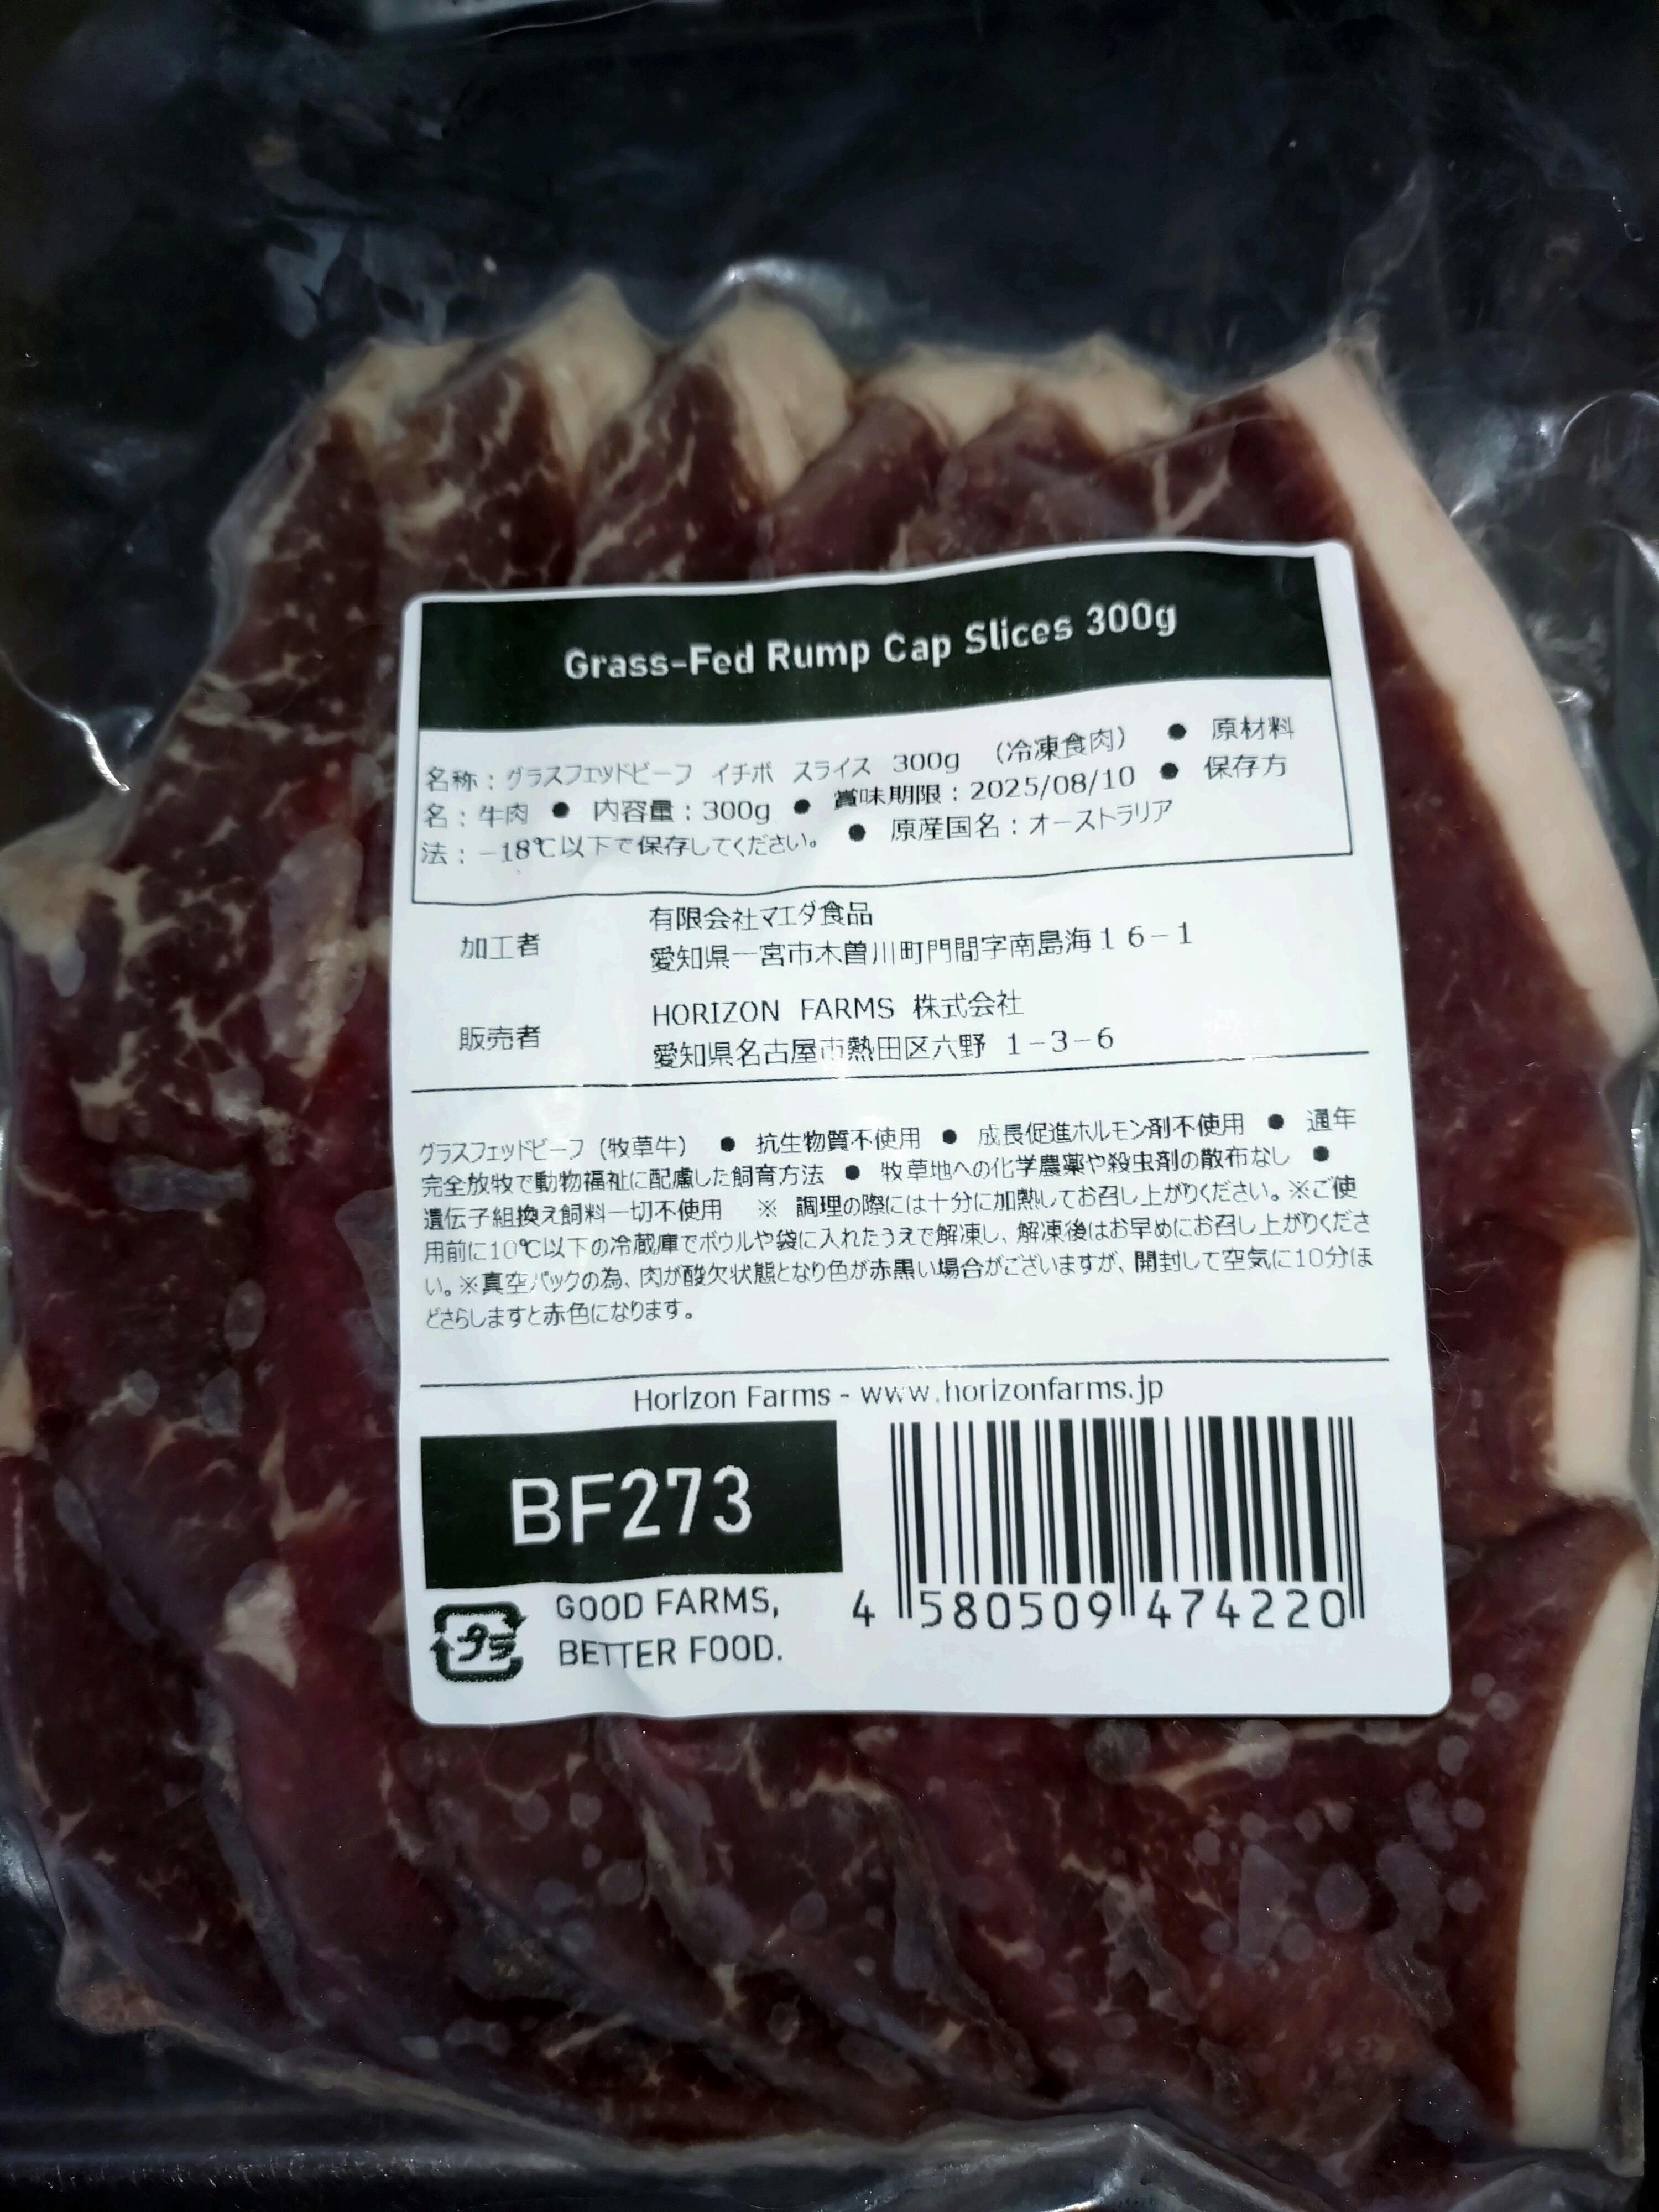 Grass-Fed Rump Cap Slices 300g
名称：グラスフェッドビーフ イチボ スライス 300g （冷凍食肉） ● 原材料
名：牛肉 ● 内容量：300g ● 賞味期限：2025/08/10 ● 保存方
法：-18℃以下で保存してください。 ● 原産国名：オーストラリア
加工者
有限会社マエダ食品
愛知県一宮市木曽川町門間字南島海16-1
販売者
HORIZON FARMS 株式会社
愛知県名古屋市熱田区六野 1-3-6
グラスフェッドビーフ（牧草牛） ● 抗生物質不使用 ● 成長促進ホルモン剤不使用 ● 通年
完全放牧で動物福祉に配慮した飼育方法 ● 牧草地への化学農薬や殺虫剤の散布なし ●
遺伝子組換え飼料一切不使用 ※ 調理の際には十分に加熱してお召し上がりください。※ご使
用前に10℃以下の冷蔵庫でボウルや袋に入れたうえで解凍し、解凍後はお早めにお召し上がりくださ
い。※真空パックの為、肉が酸欠状態となり色が赤黒い場合がございますが、開封して空気に10分ほ
どさらしますと赤色になります。
Horizon Farms - www.horizonfarms.jp
BF273
4 580509 474220
プラ
GOOD FARMS,
BETTER FOOD.